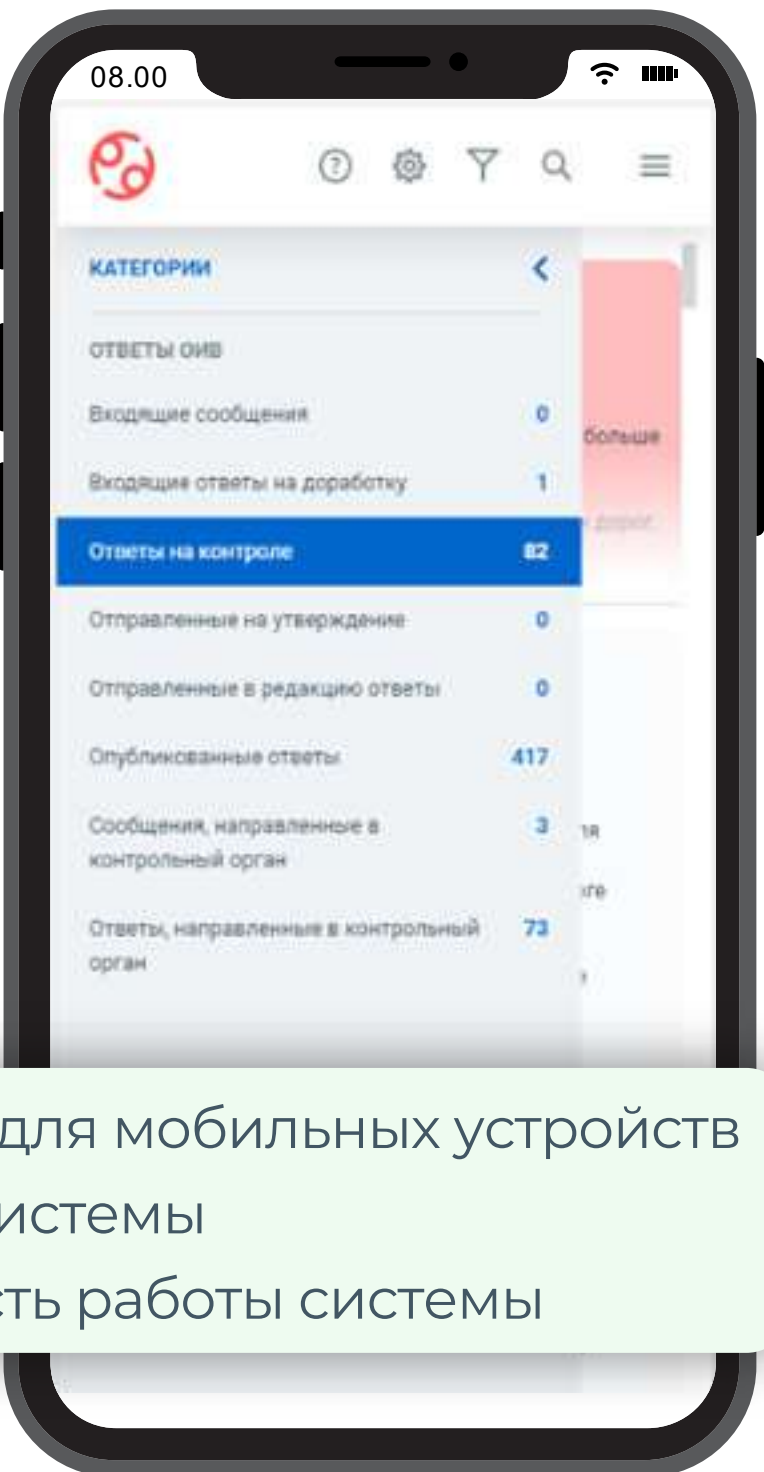 08.00
КАТЕГОРИИ
ОТВЕТЫ ОИВ
Входящие сообщения 0
больше
Входящие ответы на доработку 1
дорог
Ответы на контроле 82
Отправленные на утверждение 0
Отправленные в редакцию ответы 0
Опубликованные ответы 417
Сообщения, направленные в 3
контрольный орган
Ответы, направленные в контрольный 73
орган
для мобильных устройств
истемы
сть работы системы